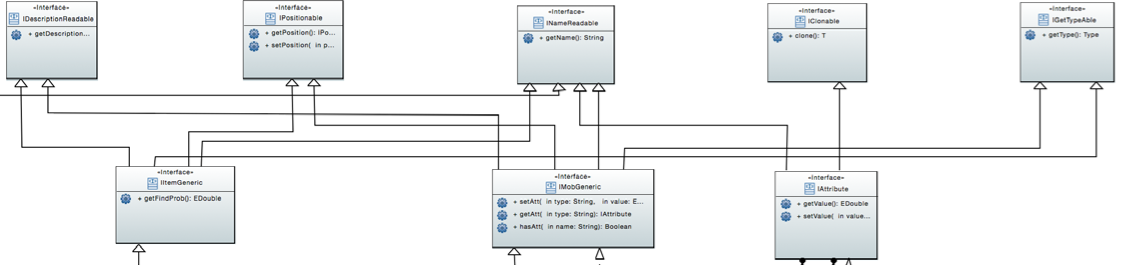 «Interface»
IDescriptionReadable
+ getDescription...
«Interface»
IPositionable
+ getPosition(): IPo...
+ setPosition( in p...
«Interface»
INameReadable
+ getName(): String
«Interface»
IClonable
+ clone(): T
«Interface»
IGetTypeAble
+ getType(): Type
«Interface»
IItemGeneric
+ getFindProb(): EDouble
«Interface»
IMobGeneric
+ setAtt( in type: String, in value: E...
+ getAtt( in type: String): IAttribute
+ hasAtt( in name: String): Boolean
«Interface»
IAttribute
+ getValue(): EDouble
+ setValue( in value...